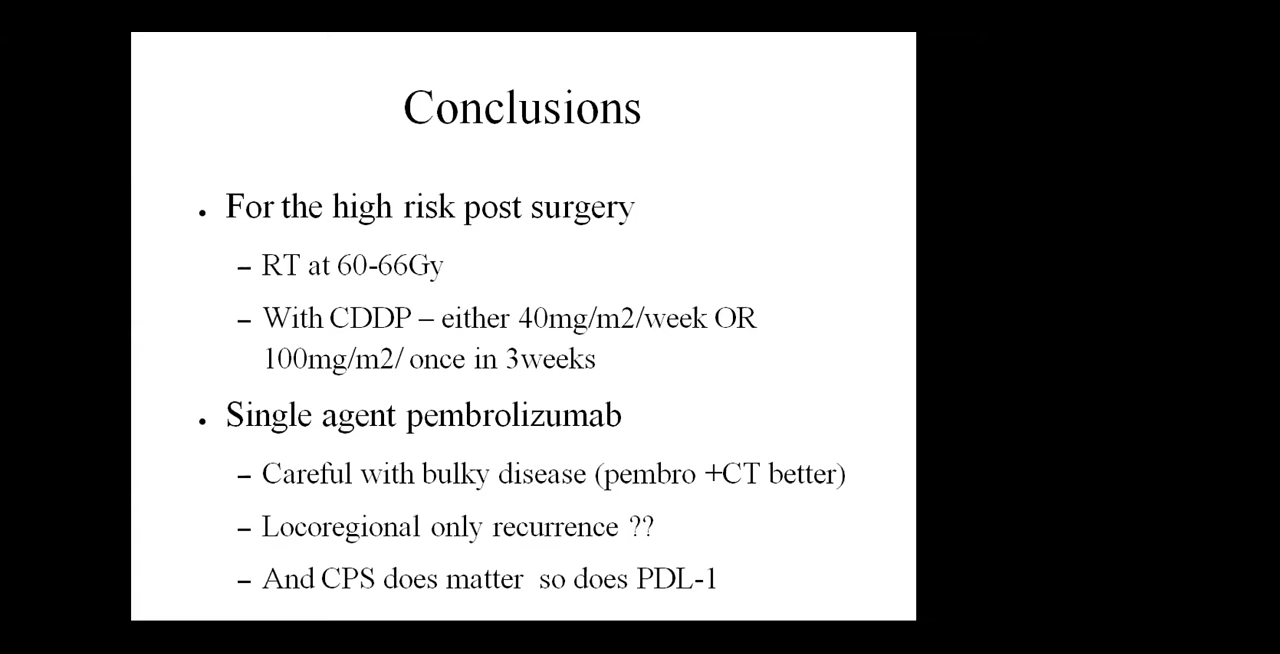 Conclusions
• For the high risk post surgery
– RT at 60-66Gy
– With CDDP – either 40mg/m2/week OR
100mg/m2/ once in 3weeks
• Single agent pembrolizumab
– Careful with bulky disease (pembro +CT better)
– Locoregional only recurrence ??
– And CPS does matter so does PDL-1